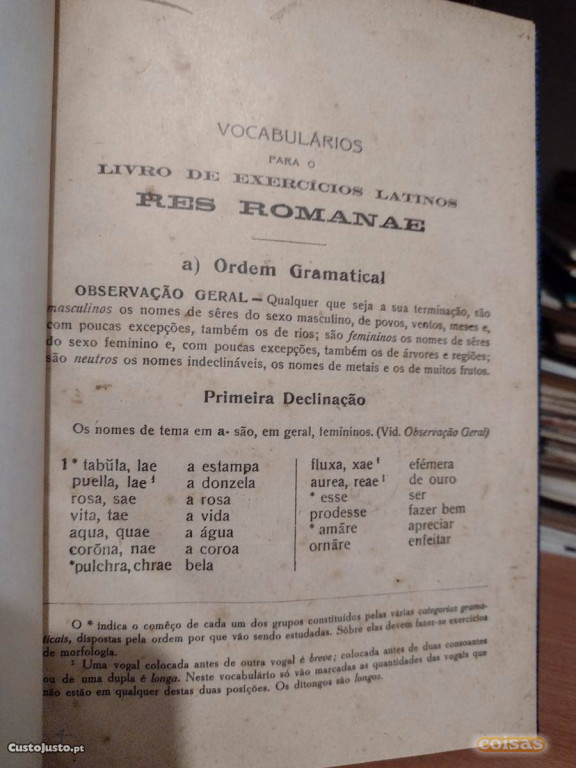 VOCABULÁRIOS
PARA O
LIVRO DE EXERCÍCIOS LATINOS
RES ROMANAE
a) Ordem Gramatical
OBSERVAÇÃO GERAL — Qualquer que seja a sua terminação, são
masculinos os nomes de sêres do sexo masculino, de povos, ventos, meses e,
com poucas excepções, também os de rios; são femininos os nomes de sêres
do sexo feminino e, com poucas excepções, também os de árvores e regiões;
são neutros os nomes indeclináveis, os nomes de metais e os de muitos frutos.
Primeira Declinação
Os nomes de tema em a- são, em geral, femininos. (Vid. Observação Geral)
1 * tabŭla, lae a estampa
puella, lae ¹ a donzela
rosa, sae a rosa
vita, tae a vida
aqua, quae a água
corōna, nae a coroa
*pulchra, chrae bela
fluxa, xae ¹ efémera
aurea, reae ¹ de ouro
* esse ser
prodesse fazer bem
* amāre apreciar
ornāre enfeitar
O * indica o comêço de cada um dos grupos constituídos pelas várias categorias grama-
ticais, dispostas pela ordem por que vão sendo estudadas. Sôbre elas devem fazer-se exercícios
de morfologia.
¹ Uma vogal colocada antes de outra vogal é breve; colocada antes de duas consoantes
ou de uma dupla é longa. Neste vocabulário só vão marcadas as quantidades das vogais que
não estão em qualquer destas duas posições. Os ditongos são longos.
CustoJusto.pt
coisas